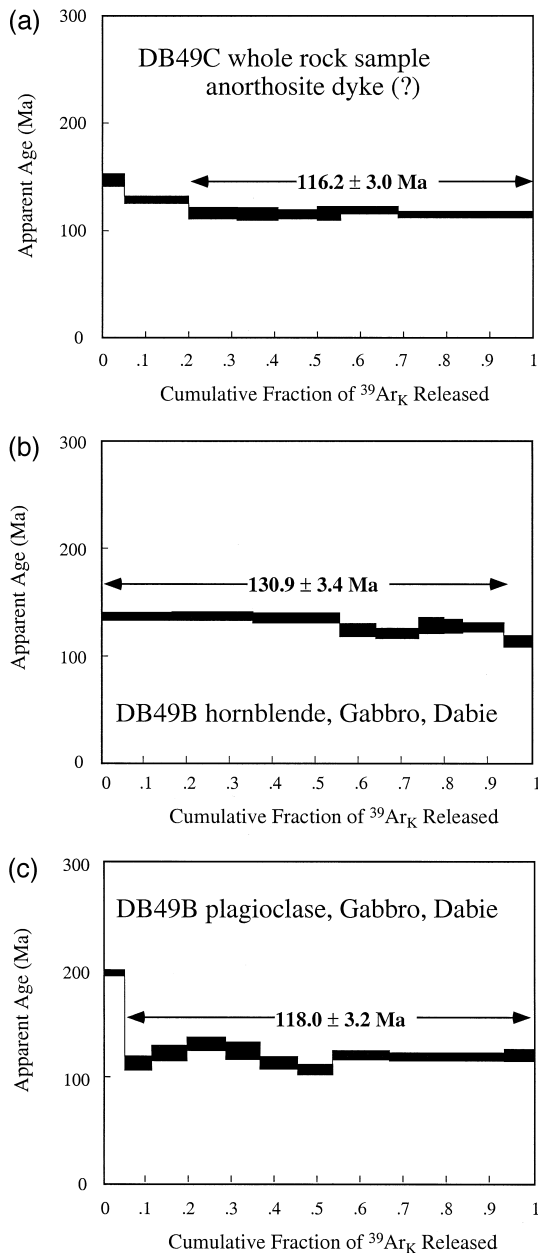 (a)
300
DB49C whole rock sample
anorthosite dyke (?)
200
116.2 ± 3.0 Ma
100
0
Apparent Age (Ma)
0 .1 .2 .3 .4 .5 .6 .7 .8 .9 1
Cumulative Fraction of ³⁹Ar_K Released
(b)
300
200
130.9 ± 3.4 Ma
100
DB49B hornblende, Gabbro, Dabie
0
Apparent Age (Ma)
0 .1 .2 .3 .4 .5 .6 .7 .8 .9 1
Cumulative Fraction of ³⁹Ar_K Released
(c)
300
DB49B plagioclase, Gabbro, Dabie
200
118.0 ± 3.2 Ma
100
0
Apparent Age (Ma)
0 .1 .2 .3 .4 .5 .6 .7 .8 .9 1
Cumulative Fraction of ³⁹Ar_K Released